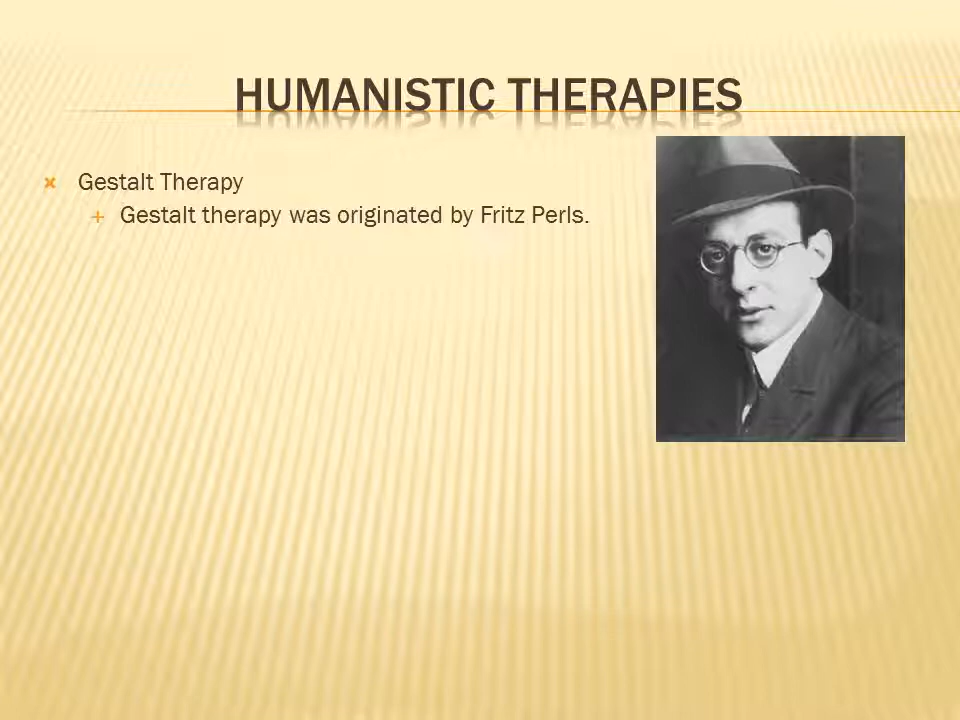 HUMANISTIC THERAPIES
Gestalt Therapy
Gestalt therapy was originated by Fritz Perls.